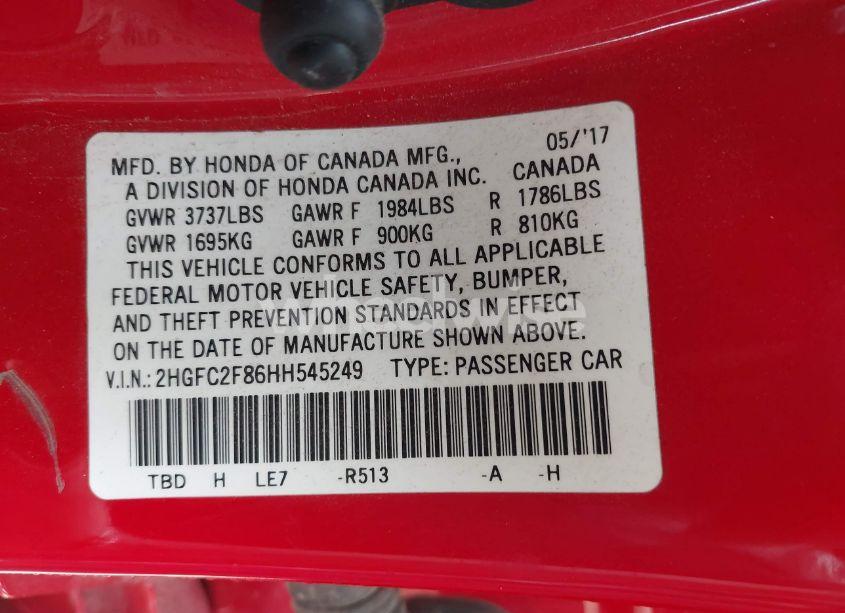 MFD. BY HONDA OF CANADA MFG., 05/'17
A DIVISION OF HONDA CANADA INC. CANADA
GVWR 3737LBS GAWR F 1984LBS R 1786LBS
GVWR 1695KG GAWR F 900KG R 810KG
THIS VEHICLE CONFORMS TO ALL APPLICABLE
FEDERAL MOTOR VEHICLE SAFETY, BUMPER,
AND THEFT PREVENTION STANDARDS IN EFFECT
ON THE DATE OF MANUFACTURE SHOWN ABOVE.
V.I.N.: 2HGFC2F86HH545249 TYPE: PASSENGER CAR
TBD H LE7 -R513 -A -H